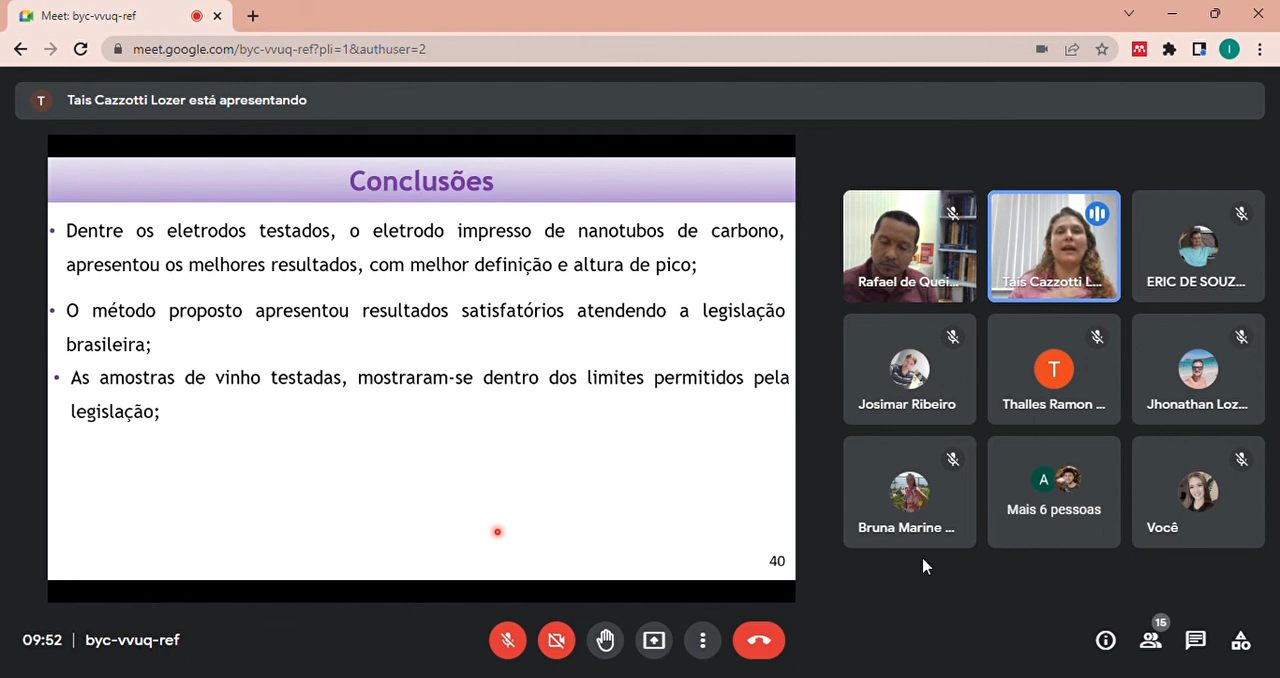 Meet: byc-vvuq-ref
meet.google.com/byc-vvuq-ref?pli=1&authuser=2
I
T
Tais Cazzotti Lozer está apresentando
Conclusões
• Dentre os eletrodos testados, o eletrodo impresso de nanotubos de carbono,
apresentou os melhores resultados, com melhor definição e altura de pico;
• O método proposto apresentou resultados satisfatórios atendendo a legislação
brasileira;
• As amostras de vinho testadas, mostraram-se dentro dos limites permitidos pela
legislação;
40
Rafael de Quei...
Tais Cazzotti L...
ERIC DE SOUZ...
Josimar Ribeiro
T
Thalles Ramon ...
Jhonathan Loz...
Bruna Marine ...
A
Mais 6 pessoas
Você
09:52 | byc-vvuq-ref
15